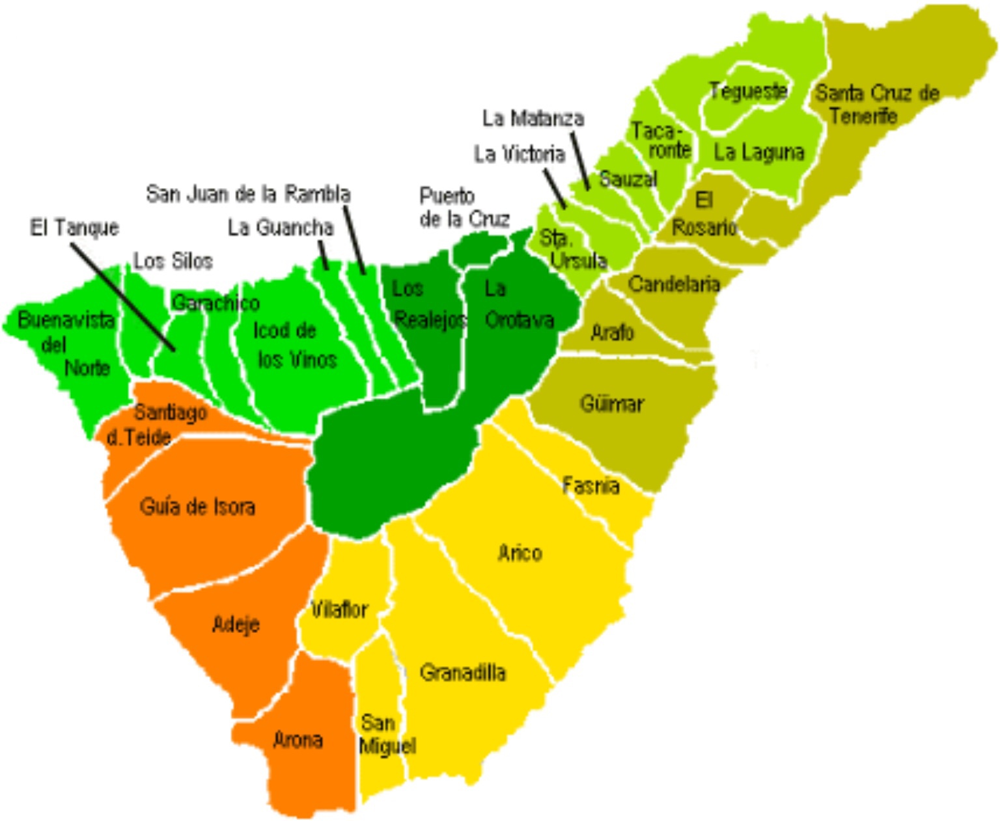 Tegueste
Santa Cruz de
Tenerife
La Matanza
Taca-
ronte
La Laguna
La Victoria
Sauzal
San Juan de la Rambla
Puerto
de la Cruz
El
Rosario
El Tanque
La Guancha
Sta.
Ursula
Los Silos
Candelaria
Garachico
Los
Realejos
La
Orotava
Buenavista
del
Norte
Icod de
los Vinos
Arafo
Güimar
Santiago
d.Teide
Fasnia
Guía de Isora
Arico
Vilaflor
Adeje
Granadilla
San
Miguel
Arona